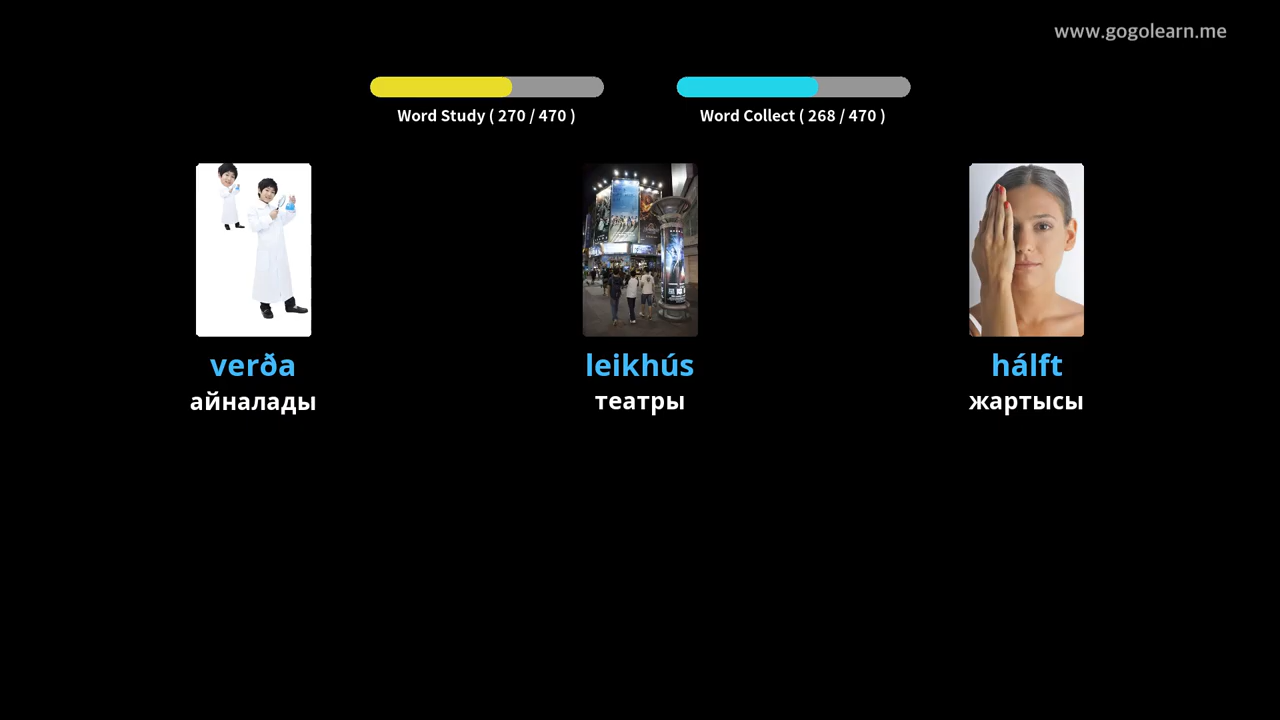 www.gogolearn.me
Word Study ( 270 / 470 )
Word Collect ( 268 / 470 )
verða
leikhús
hálft
айналады
театры
жартысы